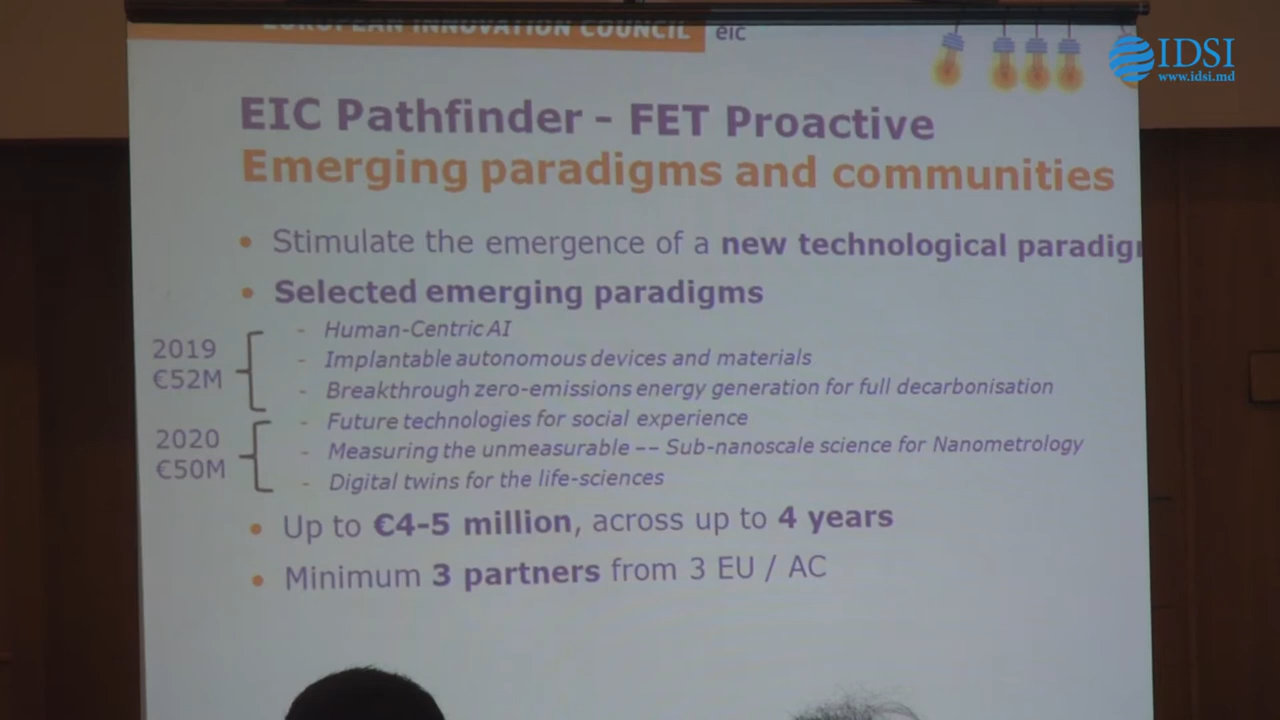 EUROPEAN INNOVATION COUNCIL eic
IDSI
www.idsi.md
EIC Pathfinder - FET Proactive
Emerging paradigms and communities
• Stimulate the emergence of a new technological
• Selected emerging paradigms
2019
€52M
- Human-Centric AI
- Implantable autonomous devices and materials
- Breakthrough zero-emissions energy generation for full decarbonisation
2020
€50M
- Future technologies for social experience
- Measuring the unmeasurable –– Sub-nanoscale science for Nanometrology
- Digital twins for the life-sciences
• Up to €4-5 million, across up to 4 years
• Minimum 3 partners from 3 EU / AC